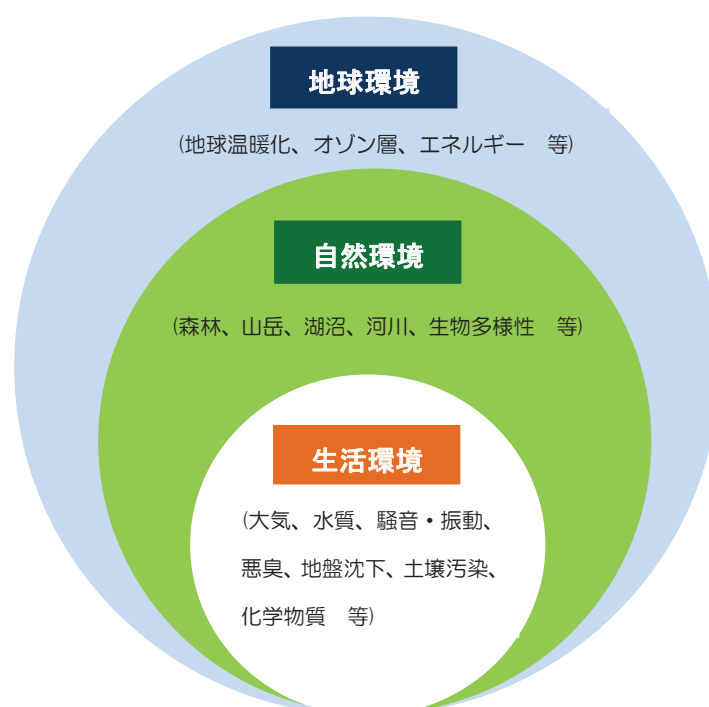 地球環境
(地球温暖化、オゾン層、エネルギー　等)
自然環境
(森林、山岳、湖沼、河川、生物多様性　等)
生活環境
(大気、水質、騒音・振動、
悪臭、地盤沈下、土壌汚染、
化学物質　等)